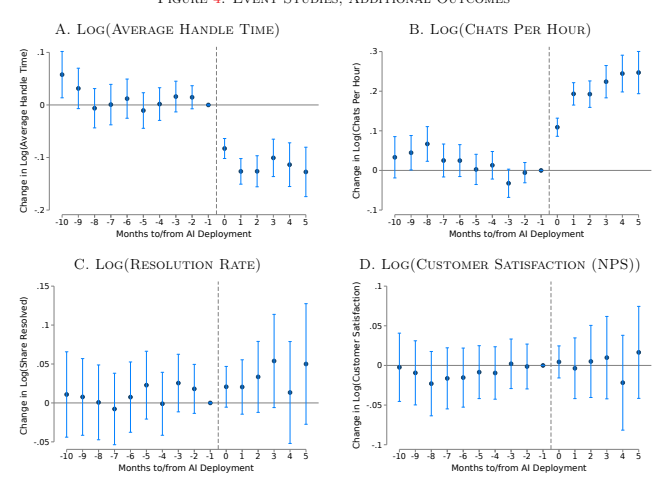 FIGURE 4: EVENT STUDIES, ADDITIONAL OUTCOMES
A. LOG(AVERAGE HANDLE TIME)
B. LOG(CHATS PER HOUR)
Change in Log(Average Handle Time)
.1
0
-.1
-.2
-10 -9 -8 -7 -6 -5 -4 -3 -2 -1 0 1 2 3 4 5
Months to/from AI Deployment
Change in Log(Chats Per Hour)
.3
.2
.1
0
-.1
-10 -9 -8 -7 -6 -5 -4 -3 -2 -1 0 1 2 3 4 5
Months to/from AI Deployment
C. LOG(RESOLUTION RATE)
D. LOG(CUSTOMER SATISFACTION (NPS))
Change in Log(Share Resolved)
.15
.1
.05
0
-.05
-10 -9 -8 -7 -6 -5 -4 -3 -2 -1 0 1 2 3 4 5
Months to/from AI Deployment
Change in Log(Customer Satisfaction)
.1
.05
0
-.05
-.1
-10 -9 -8 -7 -6 -5 -4 -3 -2 -1 0 1 2 3 4 5
Months to/from AI Deployment